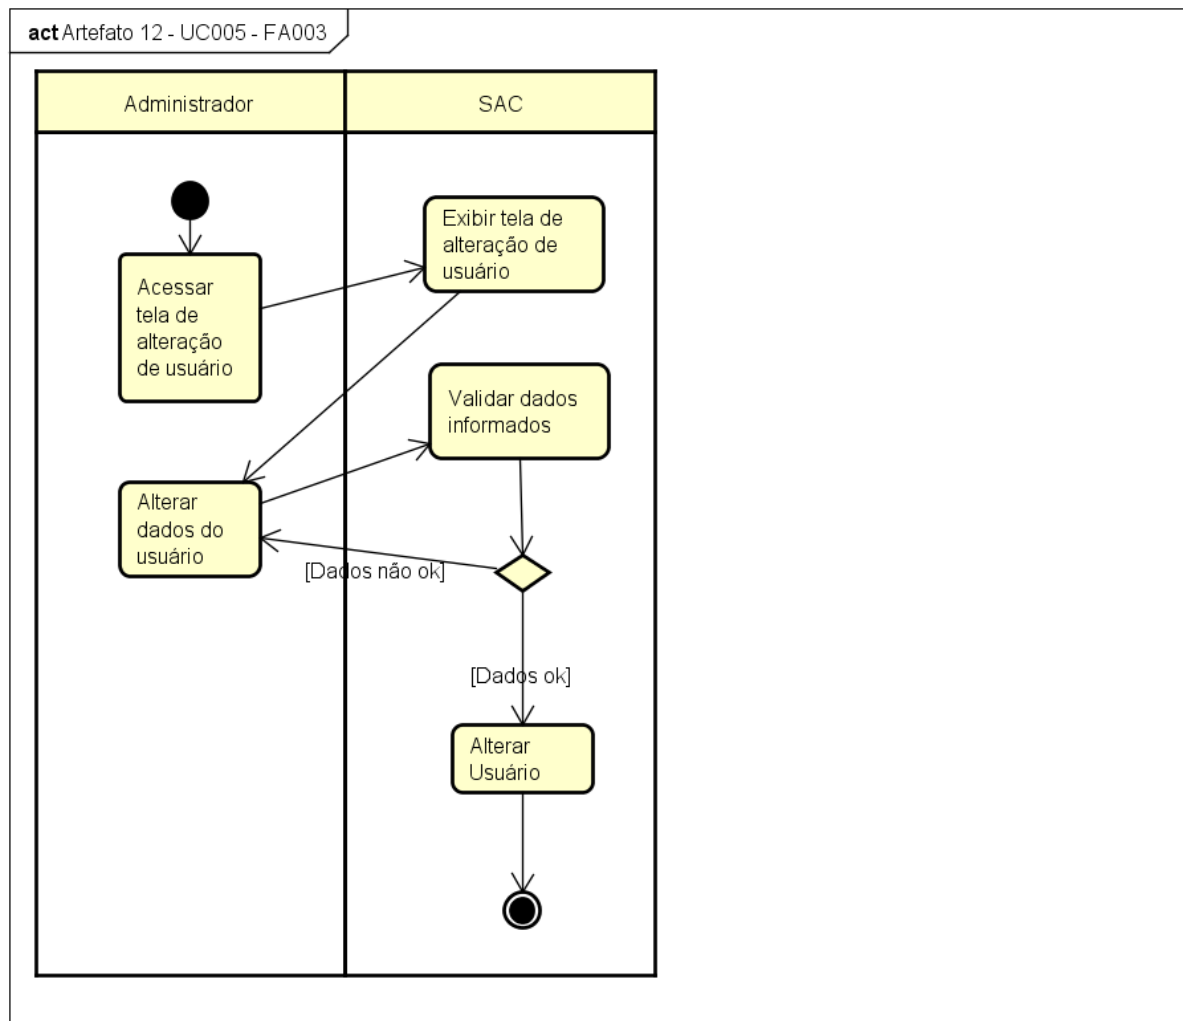 act Artefato 12 - UC005 - FA003
Administrador
SAC
Exibir tela de
alteração de
usuário
Acessar
tela de
alteração
de usuário
Validar dados
informados
Alterar
dados do
usuário
[Dados não ok]
[Dados ok]
Alterar
Usuário